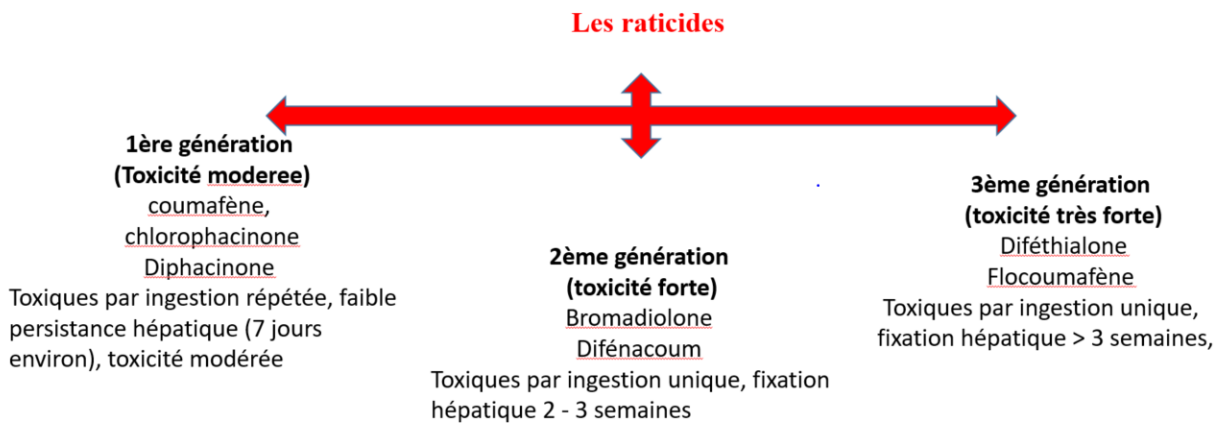 Les raticides
1ère génération
(Toxicité moderee)
coumafène,
chlorophacinone
Diphacinone
Toxiques par ingestion répétée, faible
persistance hépatique (7 jours
environ), toxicité modérée
2ème génération
(toxicité forte)
Bromadiolone
Difénacoum
Toxiques par ingestion unique, fixation
hépatique 2 - 3 semaines
3ème génération
(toxicité très forte)
Diféthialone
Flocoumafène
Toxiques par ingestion unique,
fixation hépatique > 3 semaines,